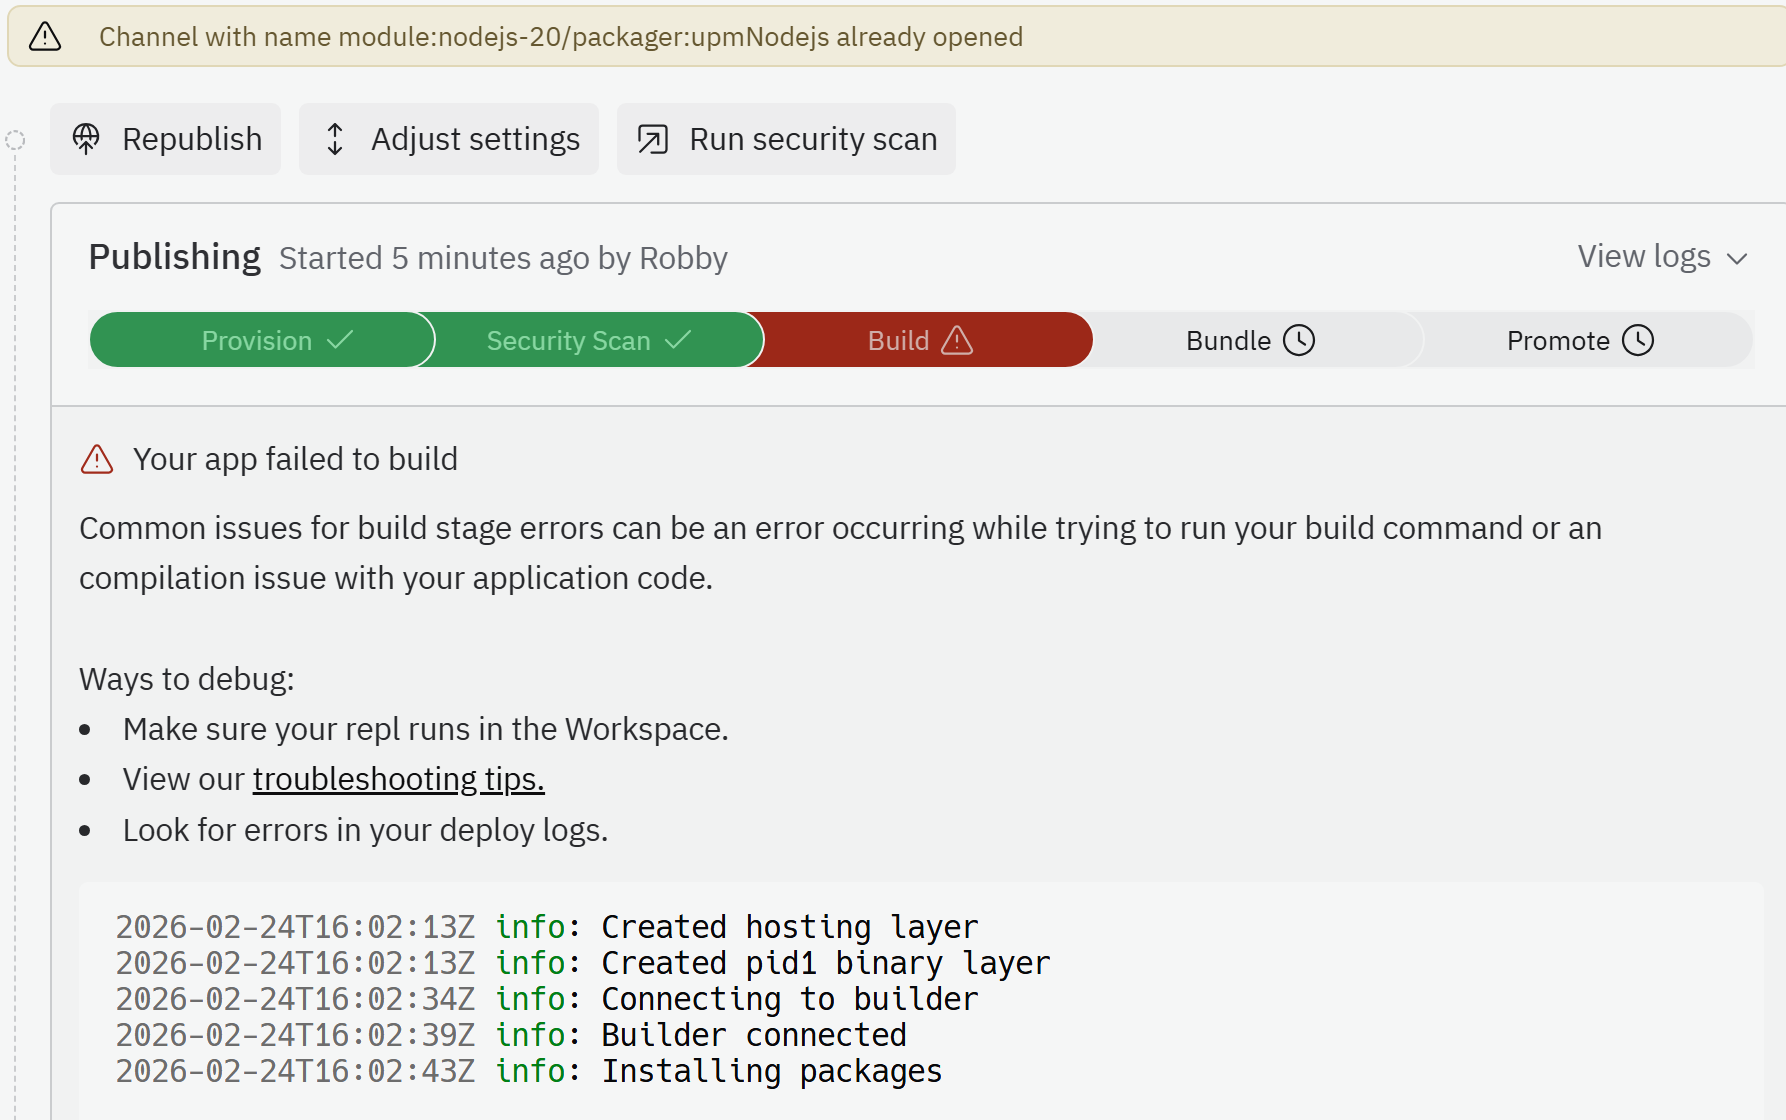 Channel with name module:nodejs-20/packager:upmNodejs already opened
Republish
Adjust settings
Run security scan
Publishing Started 5 minutes ago by Robby
View logs
Provision
Security Scan
Build
Bundle
Promote
Your app failed to build
Common issues for build stage errors can be an error occurring while trying to run your build command or an
compilation issue with your application code.
Ways to debug:
• Make sure your repl runs in the Workspace.
• View our troubleshooting tips.
• Look for errors in your deploy logs.
2026-02-24T16:02:13Z info: Created hosting layer
2026-02-24T16:02:13Z info: Created pid1 binary layer
2026-02-24T16:02:34Z info: Connecting to builder
2026-02-24T16:02:39Z info: Builder connected
2026-02-24T16:02:43Z info: Installing packages